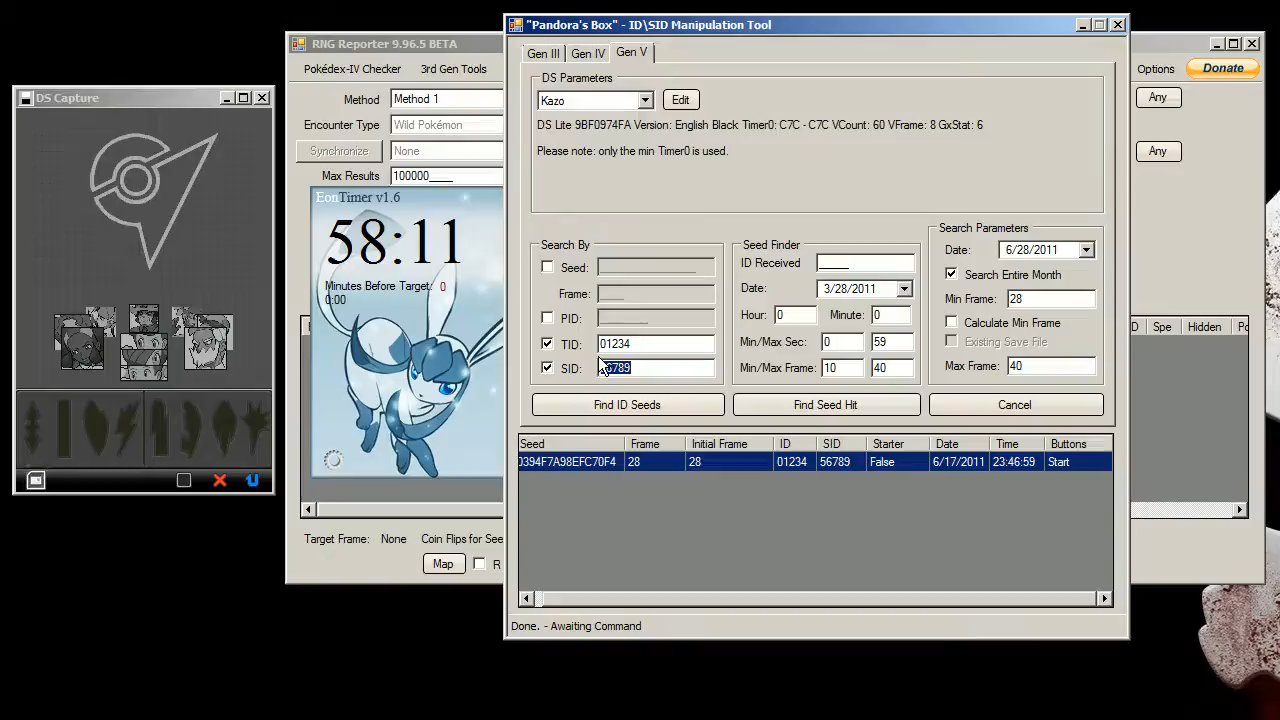 "Pandora's Box" - ID\SID Manipulation Tool
RNG Reporter 9.96.5 BETA
Gen III
Gen IV
Gen V
Pokédex-IV Checker
3rd Gen Tools
Options
Donate
DS Parameters
DS Capture
Method
Method 1
Kazo
Edit
Any
Encounter Type
Wild Pokémon
DS Lite 9BF0974FA Version: English Black Timer0: C7C - C7C VCount: 60 VFrame: 8 GxStat: 6
Synchronize
None
Please note: only the min Timer0 is used.
Any
Max Results
100000____
EonTimer v1.6
58:11
Minutes Before Target: 0
0:00
Search By
Seed:
Frame:
PID:
TID:
01234
SID:
6789
Find ID Seeds
Seed Finder
ID Received
Date:
3/28/2011
Hour:
0
Minute:
0
Min/Max Sec:
0
59
Min/Max Frame:
10
40
Find Seed Hit
Search Parameters
Date:
6/28/2011
Search Entire Month
Min Frame:
28
Calculate Min Frame
Existing Save File
Max Frame:
40
Cancel
D
Spe
Hidden
Seed
Frame
Initial Frame
ID
SID
Starter
Date
Time
Buttons
0394F7A98EFC70F4
28
28
01234
56789
False
6/17/2011
23:46:59
Start
Target Frame:
None
Coin Flips for See
Map
R
Done. - Awaiting Command